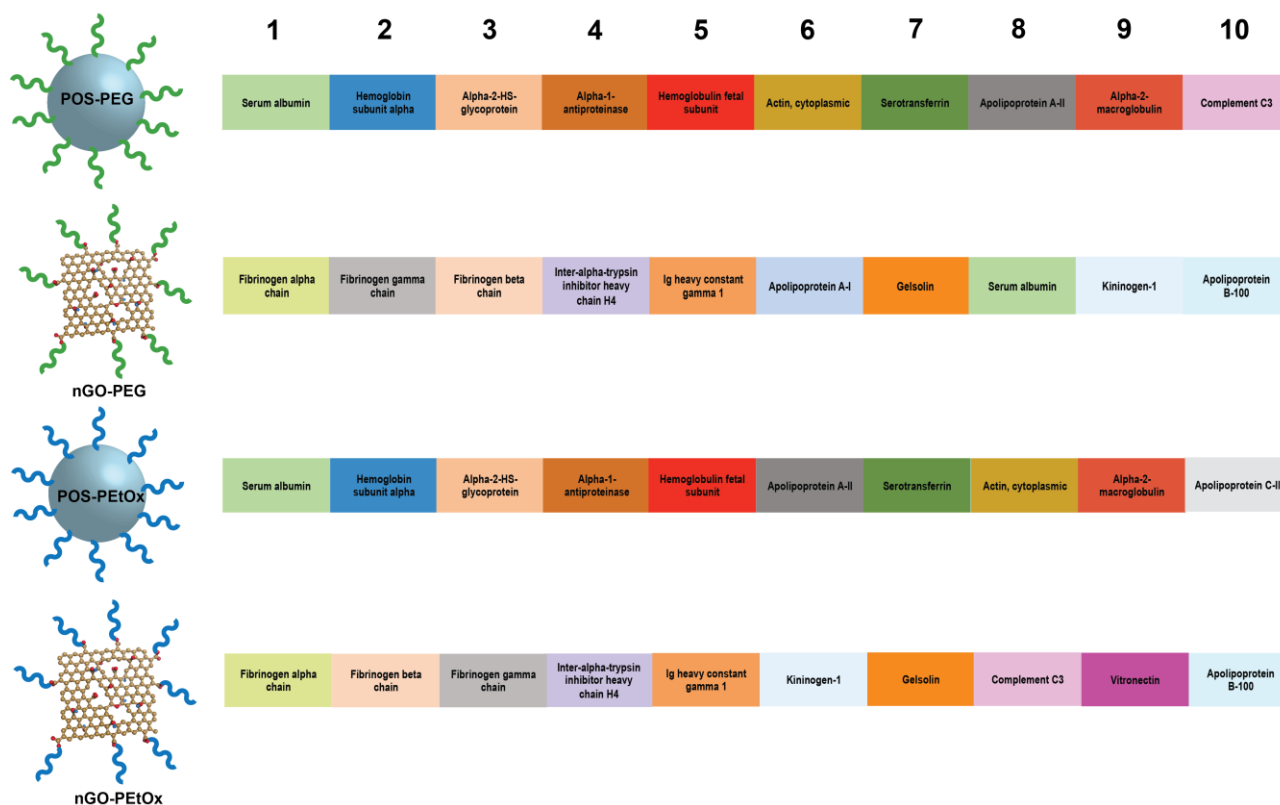 1 2 3 4 5 6 7 8 9 10
POS-PEG
Serum albumin
Hemoglobin
subunit alpha
Alpha-2-HS-
glycoprotein
Alpha-1-
antiproteinase
Hemoglobulin fetal
subunit
Actin, cytoplasmic
Serotransferrin
Apolipoprotein A-II
Alpha-2-
macroglobulin
Complement C3
nGO-PEG
Fibrinogen alpha
chain
Fibrinogen gamma
chain
Fibrinogen beta
chain
Inter-alpha-trypsin
inhibitor heavy
chain H4
Ig heavy constant
gamma 1
Apolipoprotein A-I
Gelsolin
Serum albumin
Kininogen-1
Apolipoprotein
B-100
POS-PEtOx
Serum albumin
Hemoglobin
subunit alpha
Alpha-2-HS-
glycoprotein
Alpha-1-
antiproteinase
Hemoglobulin fetal
subunit
Apolipoprotein A-II
Serotransferrin
Actin, cytoplasmic
Alpha-2-
macroglobulin
Apolipoprotein C-II
nGO-PEtOx
Fibrinogen alpha
chain
Fibrinogen beta
chain
Fibrinogen gamma
chain
Inter-alpha-trypsin
inhibitor heavy
chain H4
Ig heavy constant
gamma 1
Kininogen-1
Gelsolin
Complement C3
Vitronectin
Apolipoprotein
B-100